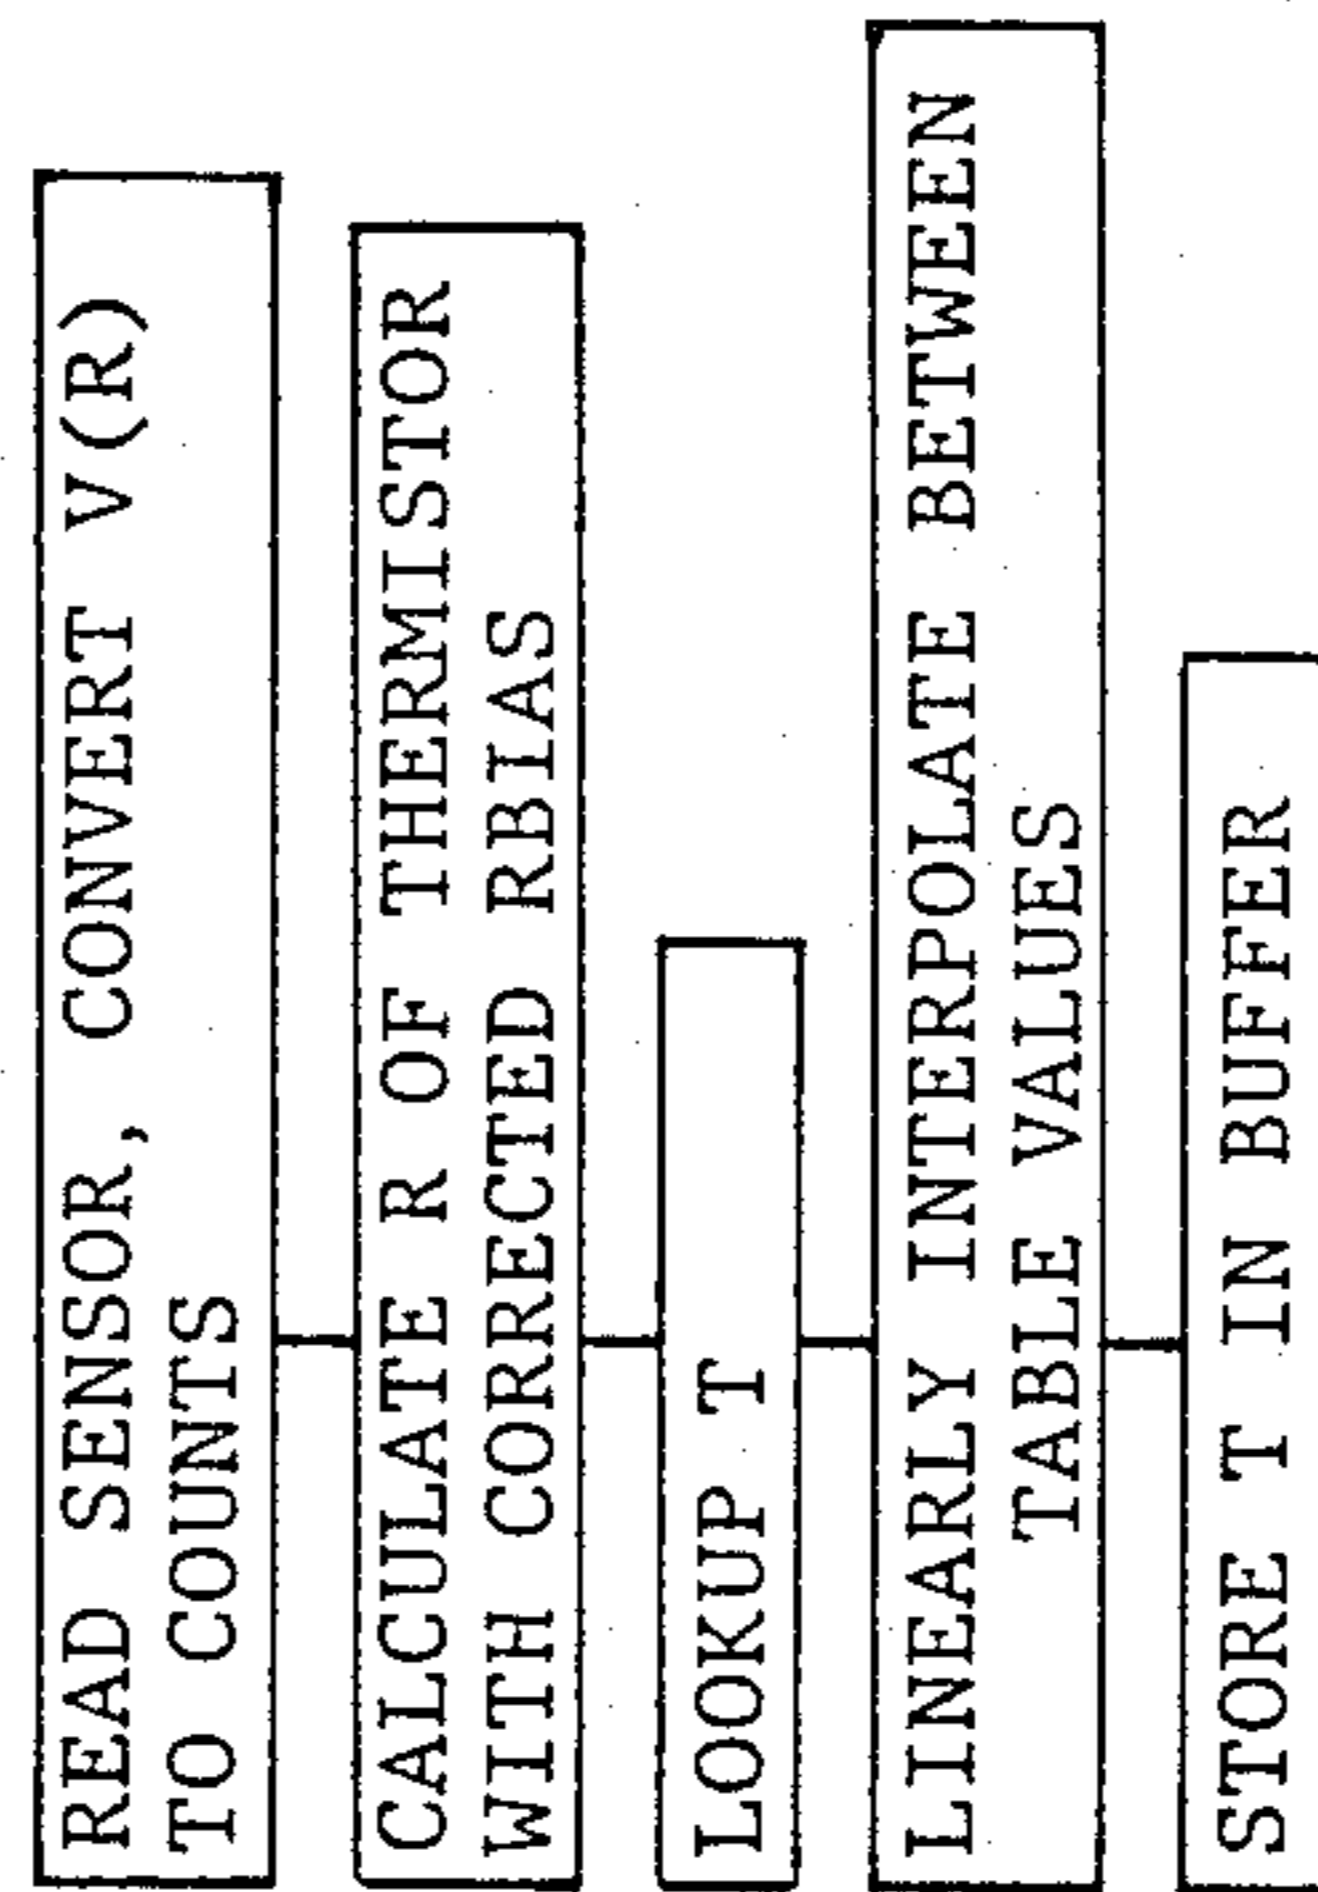 READ SENSOR, CONVERT V(R)
TO COUNTS
CALCULATE R OF THERMISTOR
WITH CORRECTED RBIAS
LOOKUP T
LINEARLY INTERPOLATE BETWEEN
TABLE VALUES
STORE T IN BUFFER